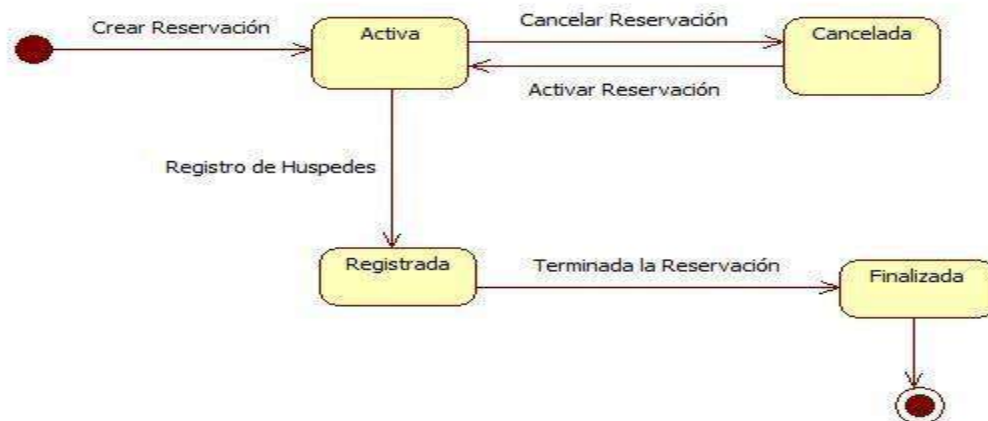 Crear Reservación
Activa
Cancelar Reservación
Cancelada
Activar Reservación
Registro de Huspedes
Registrada
Terminada la Reservación
Finalizada